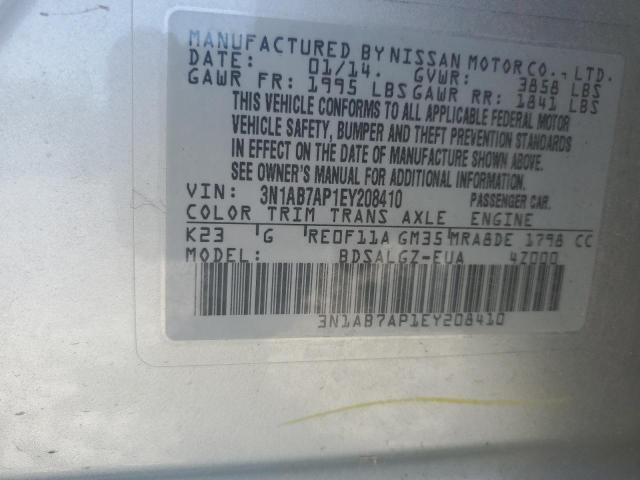 MANUFACTURED BY NISSAN MOTOR CO., LTD.
DATE: 01/14. GVWR: 3858 LBS
GAWR FR: 1995 LBS GAWR RR: 1841 LBS
THIS VEHICLE CONFORMS TO ALL APPLICABLE FEDERAL MOTOR
VEHICLE SAFETY, BUMPER AND THEFT PREVENTION STANDARDS
IN EFFECT ON THE DATE OF MANUFACTURE SHOWN ABOVE.
SEE OWNER'S MANUAL FOR ADDITIONAL INFORMATION.
VIN: 3N1AB7AP1EY208410 PASSENGER CAR.
COLOR TRIM TRANS AXLE ENGINE
K23 G RE0F11A GM35 MRA8DE 1798 CC
MODEL: BDSALGZ-EUA 4Z000
3N1AB7AP1EY208410